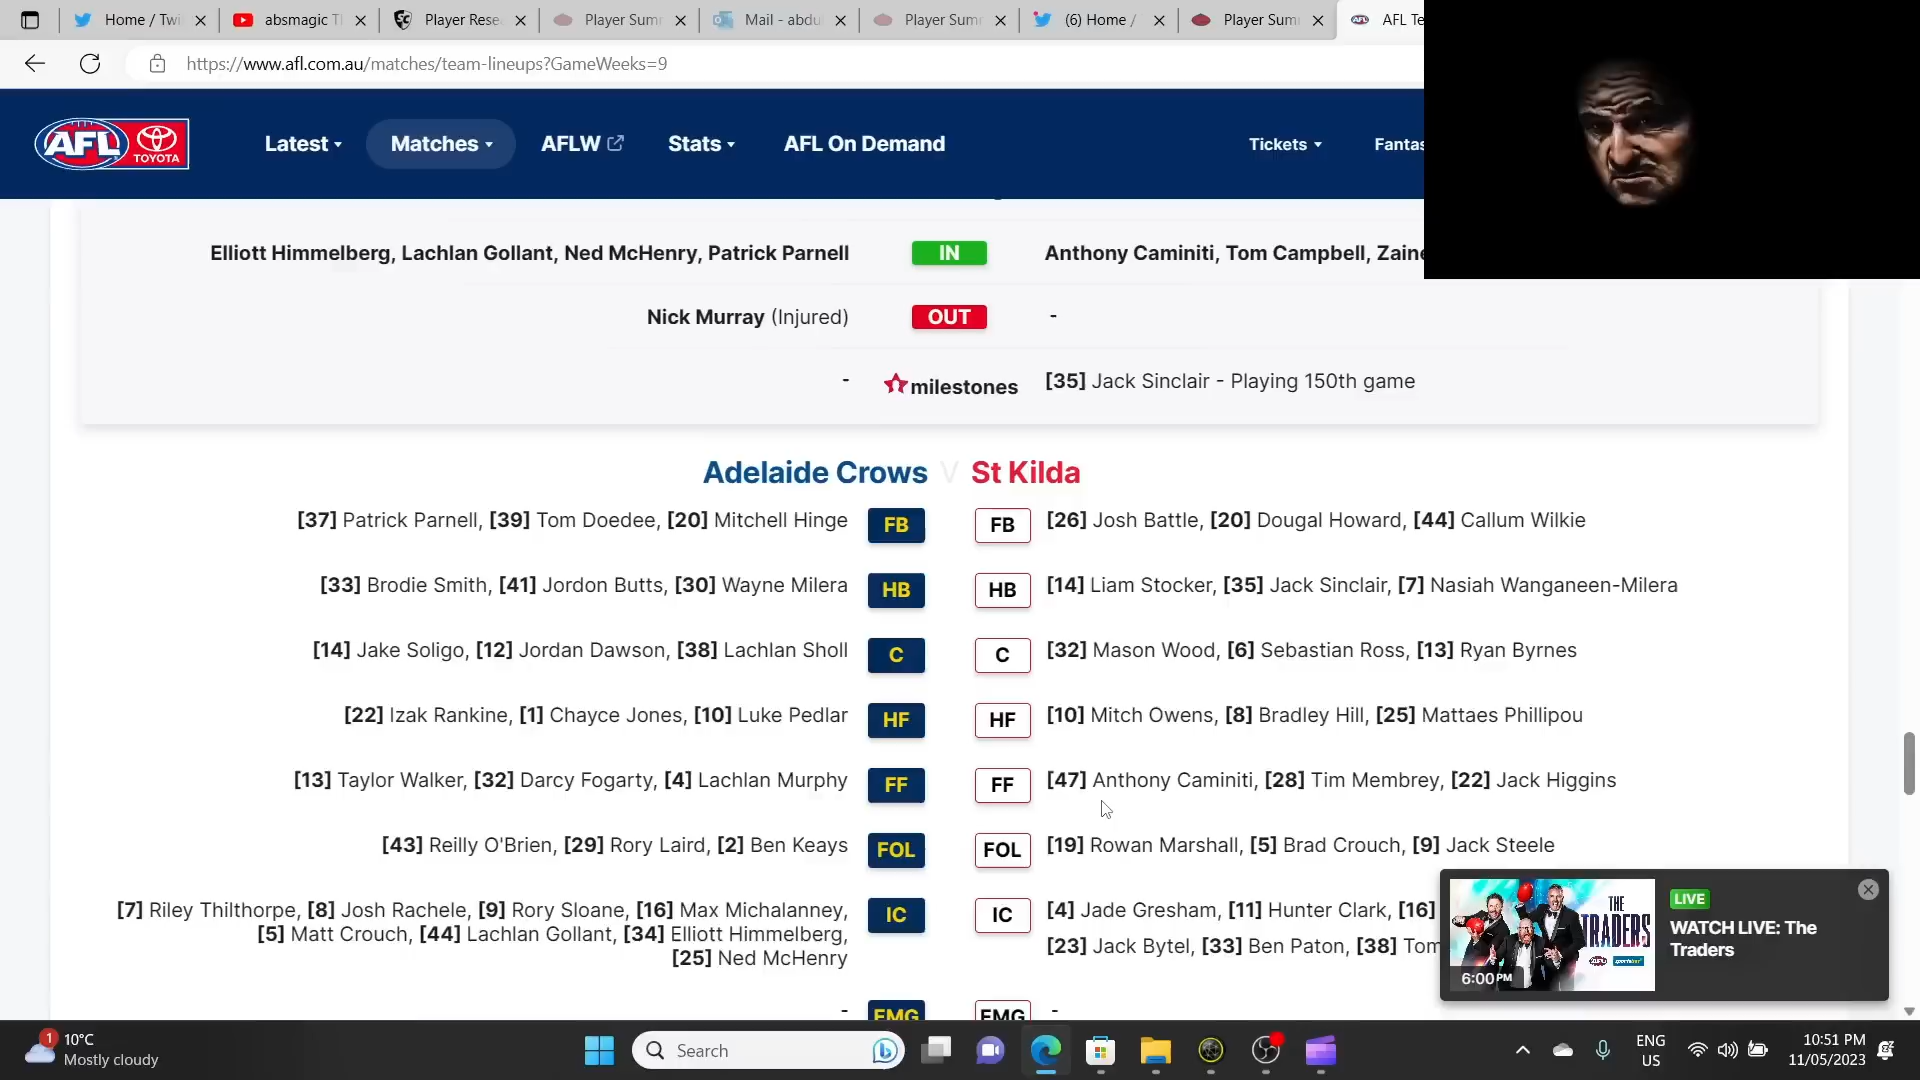 Home / Twi
absmagic T
Player Rese
Player Sum
Mail - abdu
Player Sum
(6) Home /
Player Sum
AFL Te
https://www.afl.com.au/matches/team-lineups?GameWeeks=9
AFL TOYOTA
Latest
Matches
AFLW
Stats
AFL On Demand
Tickets
Fantas
Elliott Himmelberg, Lachlan Gollant, Ned McHenry, Patrick Parnell IN Anthony Caminiti, Tom Campbell, Zaine
Nick Murray (Injured) OUT -
- milestones [35] Jack Sinclair - Playing 150th game
Adelaide Crows V St Kilda
[37] Patrick Parnell, [39] Tom Doedee, [20] Mitchell Hinge FB FB [26] Josh Battle, [20] Dougal Howard, [44] Callum Wilkie
[33] Brodie Smith, [41] Jordon Butts, [30] Wayne Milera HB HB [14] Liam Stocker, [35] Jack Sinclair, [7] Nasiah Wanganeen-Milera
[14] Jake Soligo, [12] Jordan Dawson, [38] Lachlan Sholl C C [32] Mason Wood, [6] Sebastian Ross, [13] Ryan Byrnes
[22] Izak Rankine, [1] Chayce Jones, [10] Luke Pedlar HF HF [10] Mitch Owens, [8] Bradley Hill, [25] Mattaes Phillipou
[13] Taylor Walker, [32] Darcy Fogarty, [4] Lachlan Murphy FF FF [47] Anthony Caminiti, [28] Tim Membrey, [22] Jack Higgins
[43] Reilly O'Brien, [29] Rory Laird, [2] Ben Keays FOL FOL [19] Rowan Marshall, [5] Brad Crouch, [9] Jack Steele
[7] Riley Thilthorpe, [8] Josh Rachele, [9] Rory Sloane, [16] Max Michalanney, IC IC [4] Jade Gresham, [11] Hunter Clark, [16]
[5] Matt Crouch, [44] Lachlan Gollant, [34] Elliott Himmelberg, [23] Jack Bytel, [33] Ben Paton, [38] Tom
[25] Ned McHenry
- EMG EMG -
THE TRADERS
6:00PM
LIVE
WATCH LIVE: The
Traders
1
10°C
Mostly cloudy
Search
ENG
US
10:51 PM
11/05/2023